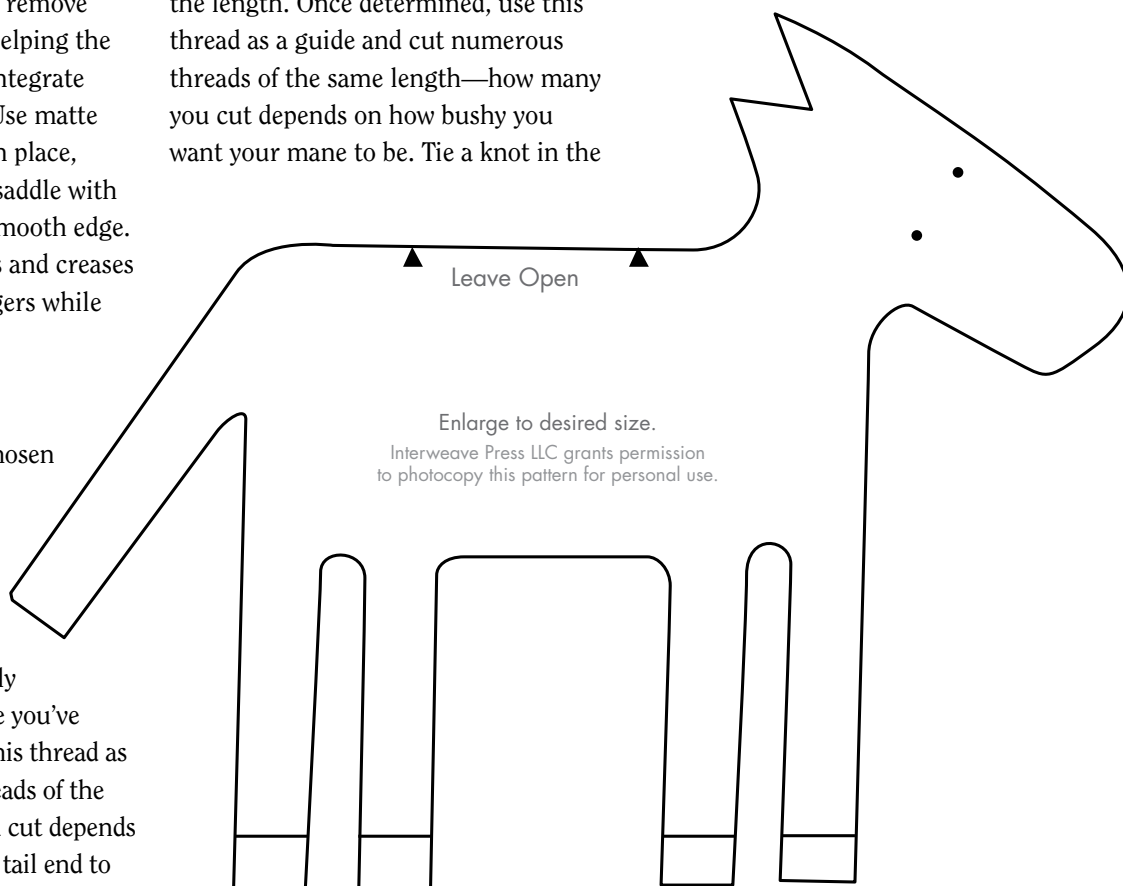 remove
elping the
ntegrate
Use matte
n place,
saddle with
mooth edge.
s and creases
gers while
hosen
ly
e you’ve
his thread as
eads of the
cut depends
tail end to
the length. Once determined, use this
thread as a guide and cut numerous
threads of the same length—how many
you cut depends on how bushy you
want your mane to be. Tie a knot in the
Leave Open
Enlarge to desired size.
Interweave Press LLC grants permission
to photocopy this pattern for personal use.